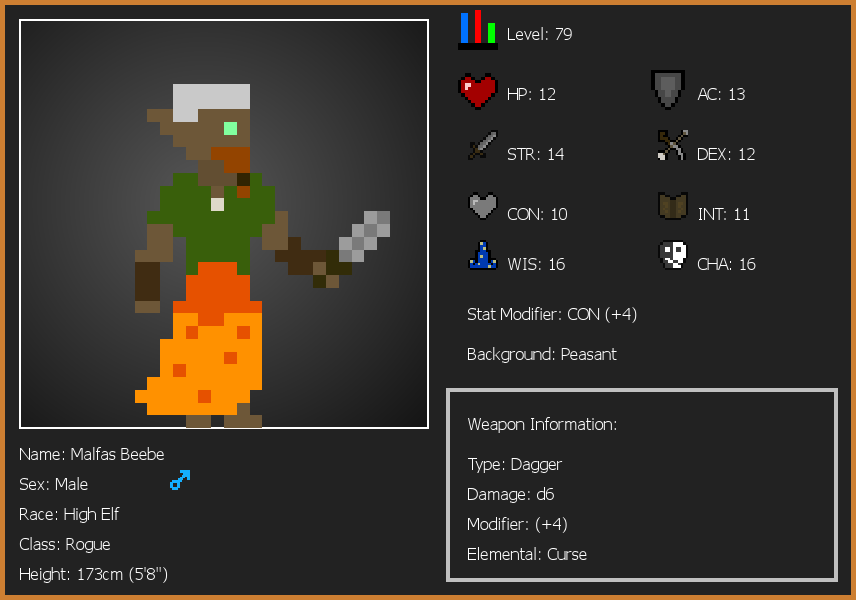 Level: 79
HP: 12
AC: 13
STR: 14
DEX: 12
CON: 10
INT: 11
WIS: 16
CHA: 16
Stat Modifier: CON (+4)
Background: Peasant
Weapon Information:
Type: Dagger
Damage: d6
Modifier: (+4)
Elemental: Curse
Name: Malfas Beebe
Sex: Male
Race: High Elf
Class: Rogue
Height: 173cm (5'8")